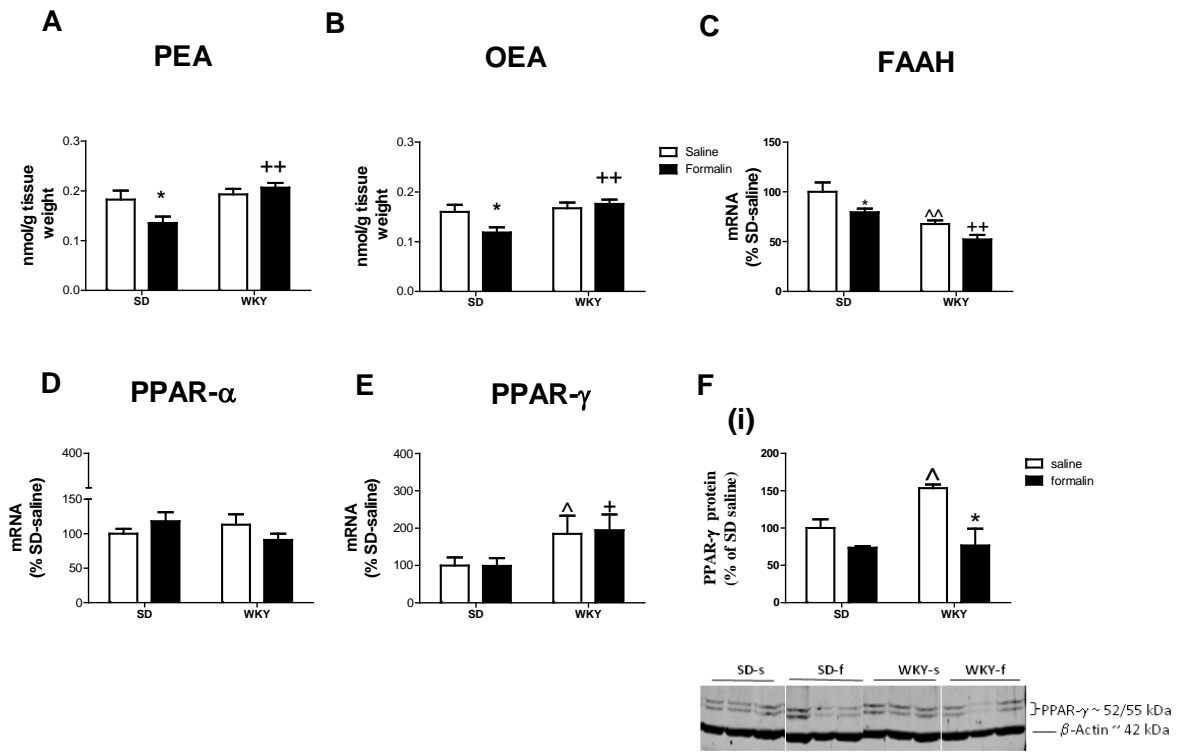 A
PEA
0.3
0.2
0.1
0.0
nmol/g tissue
weight
*
++
SD
WKY
B
OEA
0.3
0.2
0.1
0.0
nmol/g tissue
weight
*
++
SD
WKY
Saline
Formalin
C
FAAH
150
100
50
0
mRNA
(% SD-saline)
*
^^
++
SD
WKY
D
PPAR-α
400
150
100
50
0
mRNA
(% SD-saline)
SD
WKY
E
PPAR-γ
400
300
200
100
0
mRNA
(% SD-saline)
^
+
SD
WKY
F
(i)
200
150
100
50
0
PPAR-γ protein
(% of SD saline)
^
*
SD
WKY
saline
formalin
SD-s SD-f WKY-s WKY-f
PPAR-γ ~ 52/55 kDa
β-Actin ~ 42 kDa